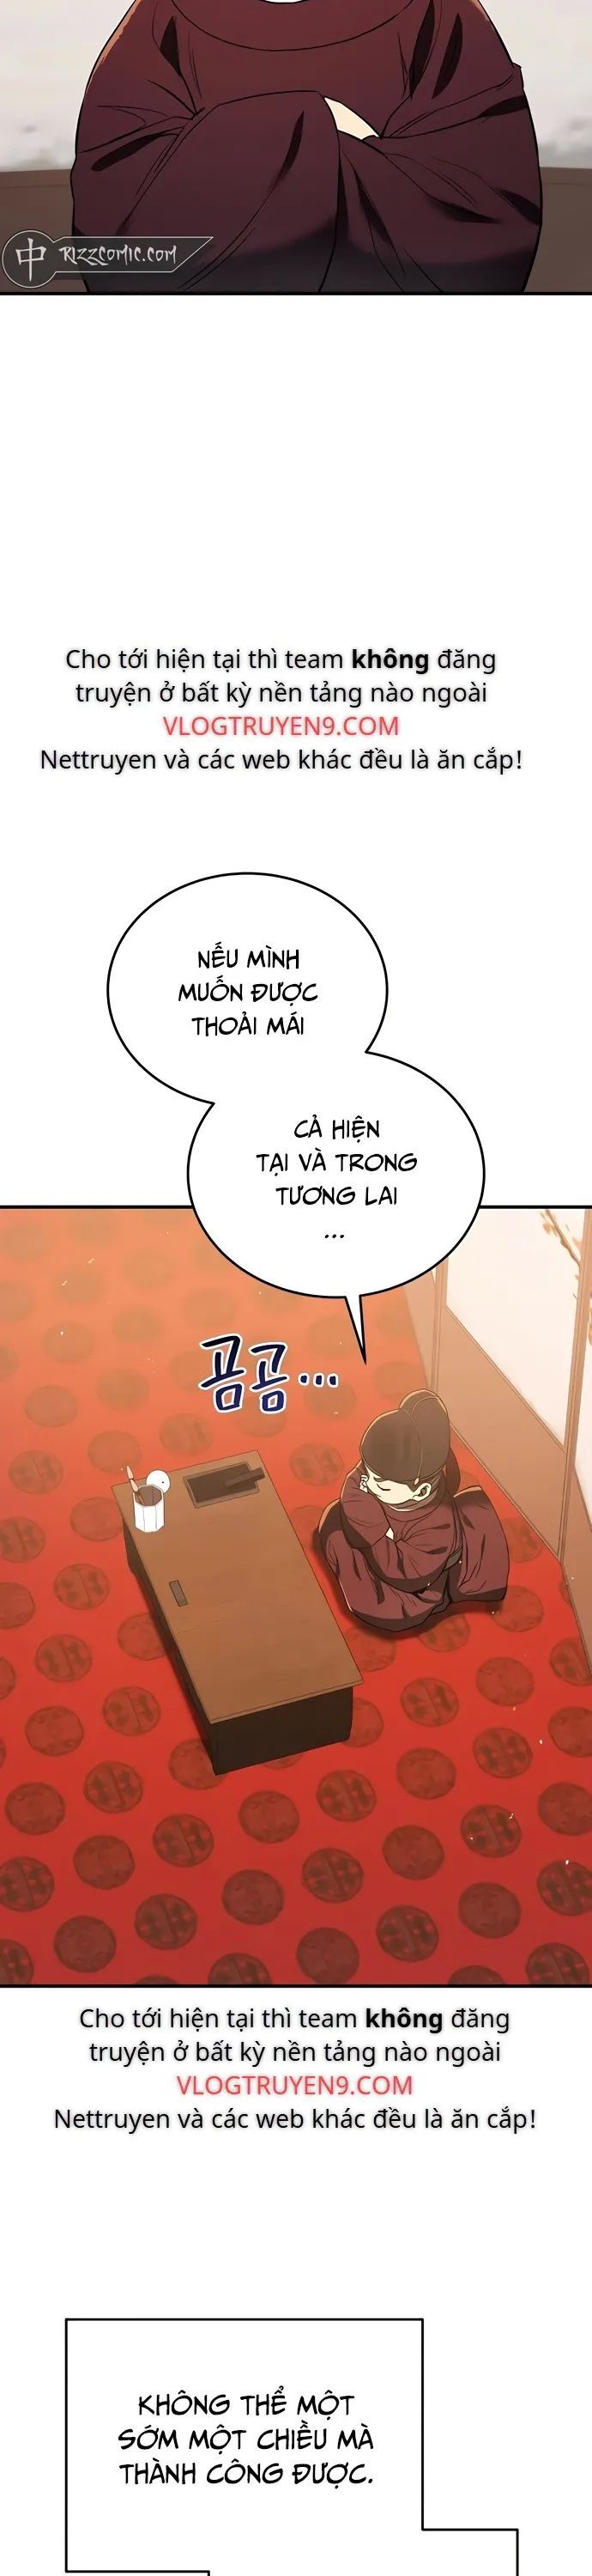 中 RIZZCOMIC.COM
Cho tới hiện tại thì team không đăng
truyện ở bất kỳ nền tảng nào ngoài
VLOGTRUYEN9.COM
Nettruyen và các web khác đều là ăn cắp!
NẾU MÌNH
MUỐN ĐƯỢC
THOẢI MÁI
CẢ HIỆN
TẠI VÀ TRONG
TƯƠNG LAI
...
곰곰...
Cho tới hiện tại thì team không đăng
truyện ở bất kỳ nền tảng nào ngoài
VLOGTRUYEN9.COM
Nettruyen và các web khác đều là ăn cắp!
KHÔNG THỂ MỘT
SỚM MỘT CHIỀU MÀ
THÀNH CÔNG ĐƯỢC.